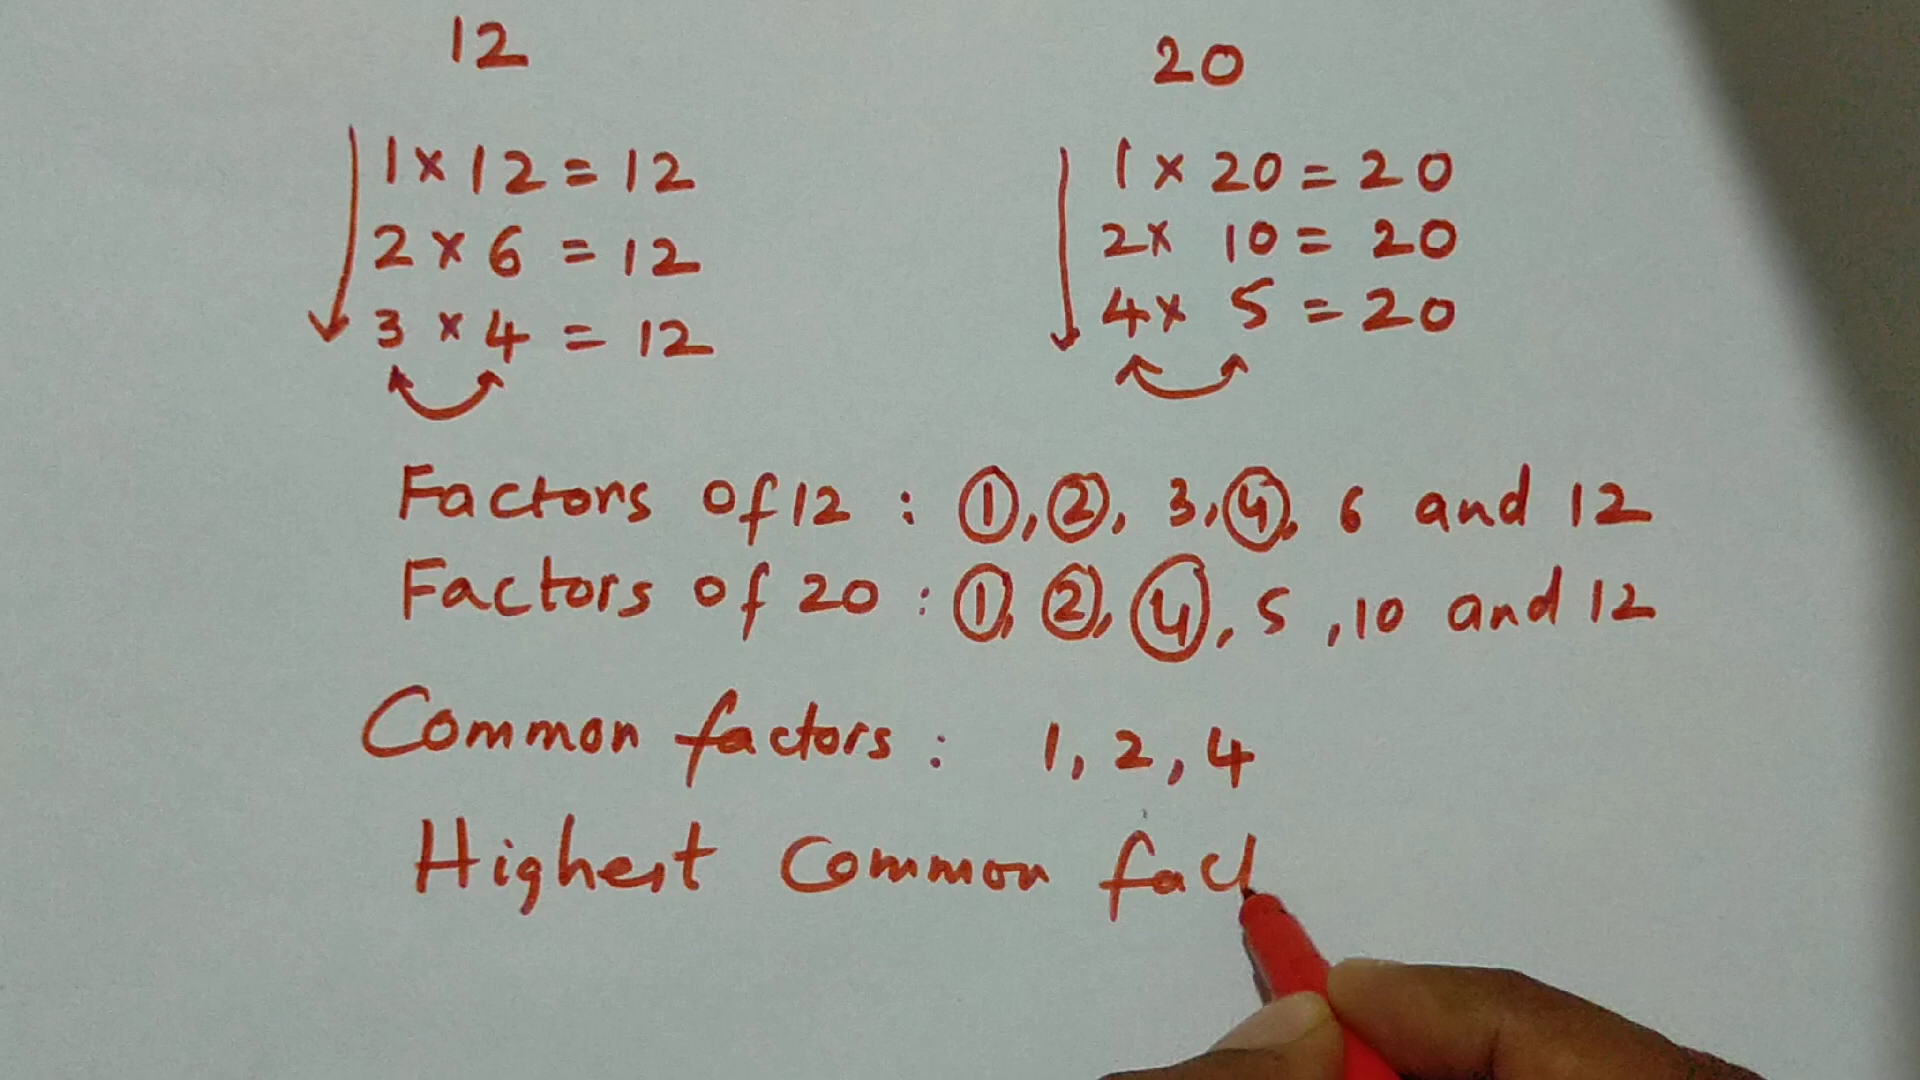 12
20
1 × 12 = 12
2 × 6 = 12
3 × 4 = 12
1 × 20 = 20
2 × 10 = 20
4 × 5 = 20
Factors of 12 : 1, 2, 3, 4, 6 and 12
Factors of 20 : 1, 2, 4, 5, 10 and 12
Common factors : 1, 2, 4
Highest Common fact